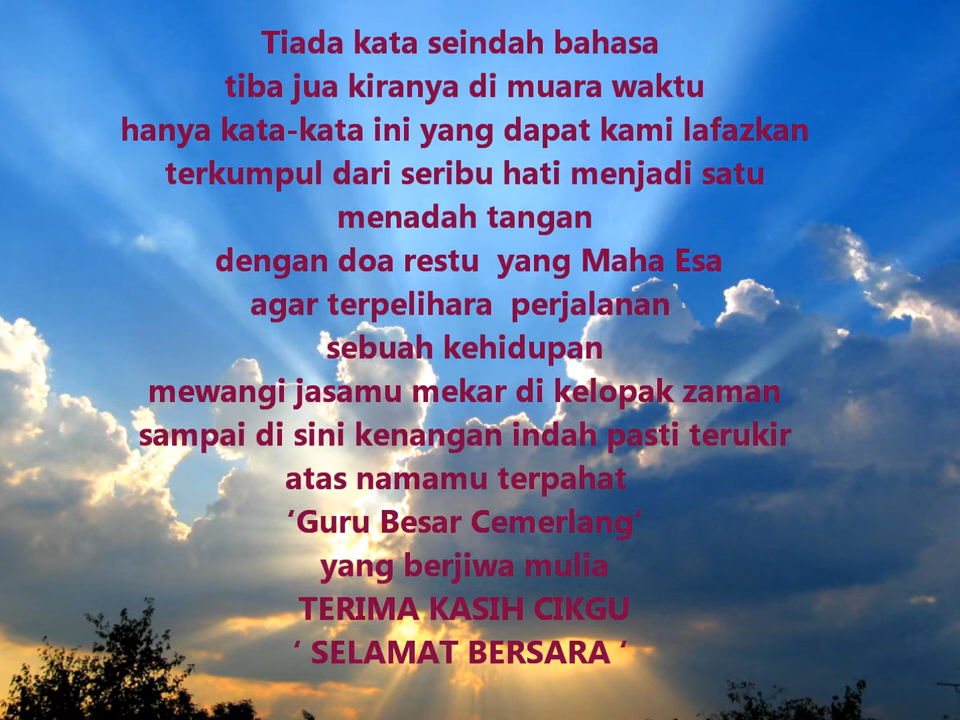 Tiada kata seindah bahasa
tiba jua kiranya di muara waktu
hanya kata-kata ini yang dapat kami lafazkan
terkumpul dari seribu hati menjadi satu
menadah tangan
dengan doa restu  yang Maha Esa
agar terpelihara  perjalanan
sebuah kehidupan
mewangi jasamu mekar di kelopak zaman
sampai di sini kenangan indah pasti terukir
atas namamu terpahat
‘Guru Besar Cemerlang‘
yang berjiwa mulia
TERIMA KASIH CIKGU
‘ SELAMAT BERSARA ‘